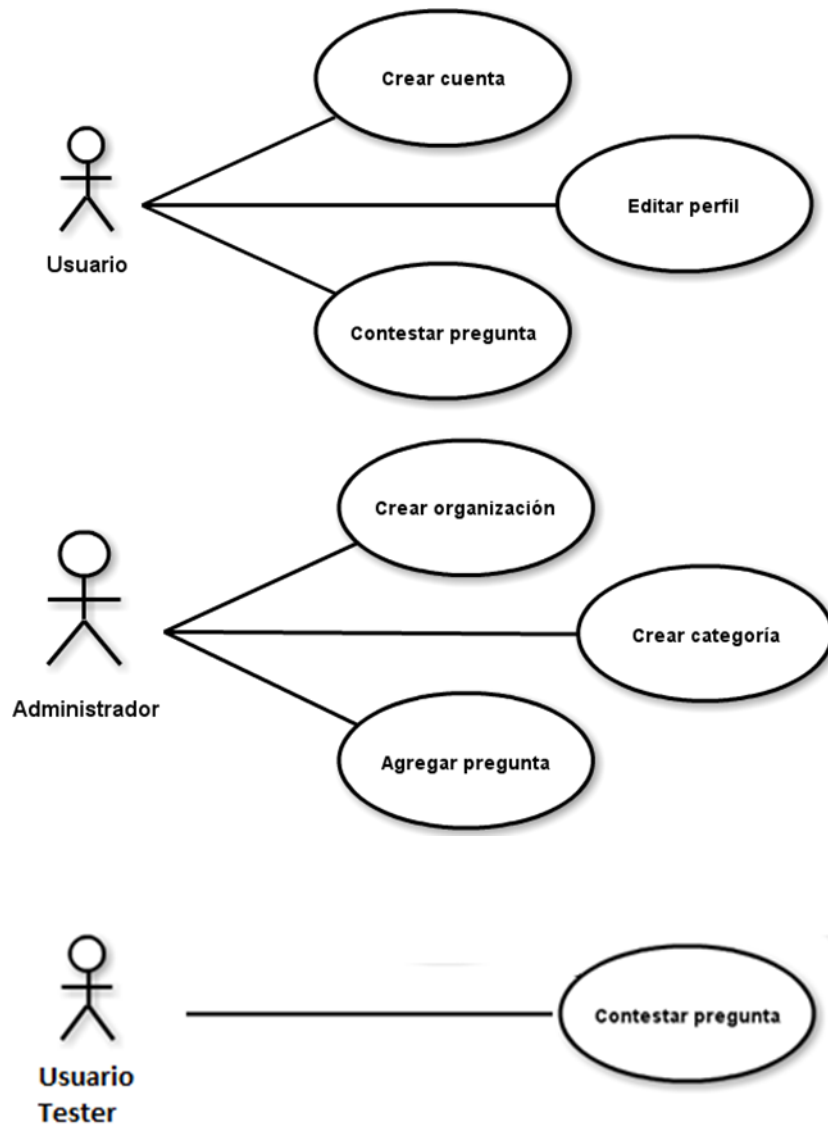 Crear cuenta
Editar perfil
Usuario
Contestar pregunta
Crear organización
Crear categoría
Administrador
Agregar pregunta
Contestar pregunta
Usuario
Tester